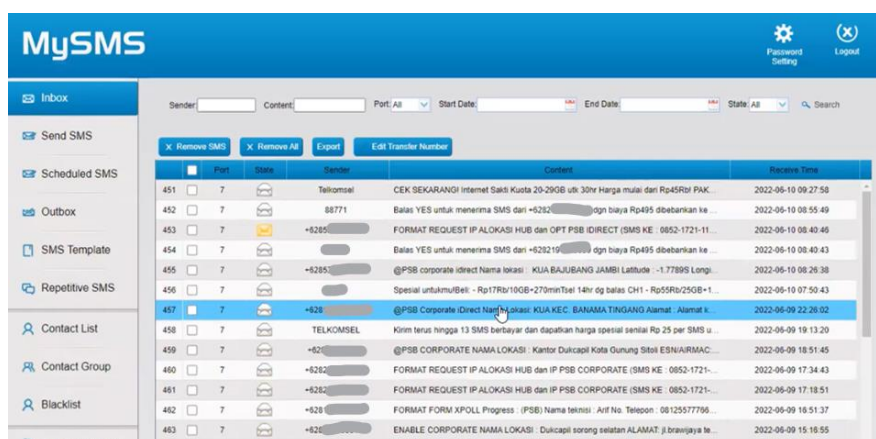 MySMS
Password Setting
Logout
Inbox
Send SMS
Scheduled SMS
Outbox
SMS Template
Repetitive SMS
Contact List
Contact Group
Blacklist
Sender: Content: Port: All Start Date: End Date: State: All Search
X Remove SMS X Remove All Export Edit Transfer Number
Port State Sender Content Receive Time
451 7 Telkomsel CEK SEKARANG! Internet Sakti Kuota 20-29GB utk 30hr Harga mulai dari Rp45Rb! PAK... 2022-06-10 09:27:58
452 7 88771 Balas YES untuk menerima SMS dari +6282 dgn biaya Rp495 dibebankan ke ... 2022-06-10 08:55:49
453 7 +6285 FORMAT REQUEST IP ALOKASI HUB dan OPT PSB IDIRECT (SMS KE : 0852-1721-11... 2022-06-10 08:40:46
454 7 Balas YES untuk menerima SMS dari +628219 dgn biaya Rp495 dibebankan ke ... 2022-06-10 08:40:43
455 7 +6285 @PSB corporate idirect Nama lokasi : KUA BAJUBANG JAMBI Latitude : -1.7789S Longi... 2022-06-10 08:26:38
456 7 Spesial untukmu!Beli: - Rp17Rb/10GB+270minTsel 14hr dg balas CH1 - Rp55Rb/25GB+1... 2022-06-10 07:50:43
457 7 +628 @PSB Corporate iDirect Nama Lokasi: KUA KEC. BANAMA TINGANG Alamat : Alamat k... 2022-06-09 22:26:02
458 7 TELKOMSEL Kirim terus hingga 13 SMS berbayar dan dapatkan harga spesial senilai Rp 25 per SMS u... 2022-06-09 19:13:20
459 7 @PSB CORPORATE NAMA LOKASI : Kantor Dukcapil Kota Gunung Sitoli ESN/AIRMAC:... 2022-06-09 18:51:45
460 7 +6282 FORMAT REQUEST IP ALOKASI HUB dan IP PSB CORPORATE (SMS KE : 0852-1721-... 2022-06-09 17:34:43
461 7 +6282 FORMAT REQUEST IP ALOKASI HUB dan IP PSB CORPORATE (SMS KE : 0852-1721-... 2022-06-09 17:18:51
462 7 +628 FORMAT FORM XPOLL Progress : (PSB) Nama teknisi : Arif No. Telepon : 08125577766... 2022-06-09 16:51:37
463 7 +628 ENABLE CORPORATE NAMA LOKASI : Dukcapil sorong selatan ALAMAT: jl.brawijaya te... 2022-06-09 15:16:55